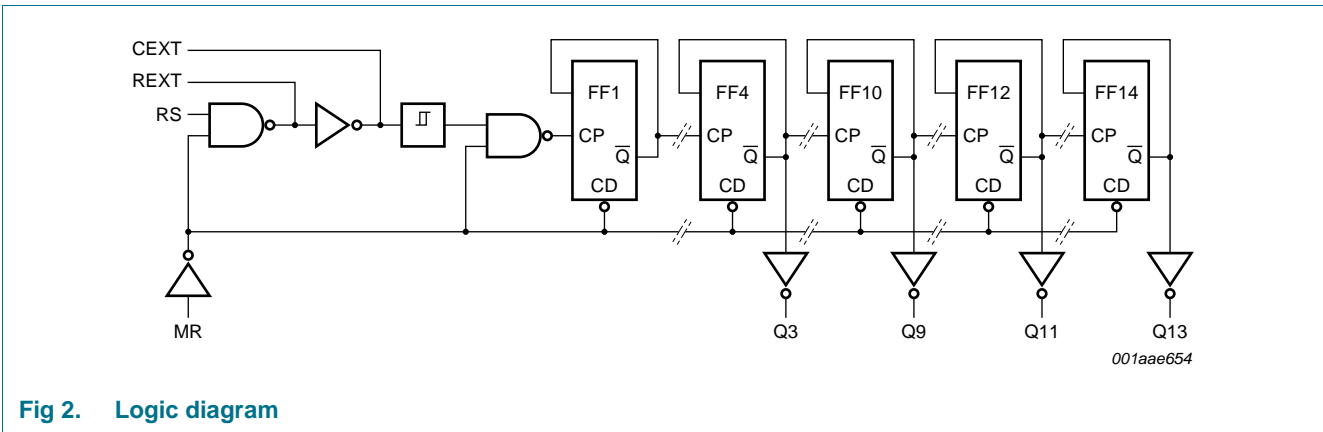 CEXT
REXT
RS
FF1 FF4 FF10 FF12 FF14
CP CP CP CP CP
Q̅ Q̅ Q̅ Q̅ Q̅
CD CD CD CD CD
MR Q3 Q9 Q11 Q13
001aae654
Fig 2. Logic diagram